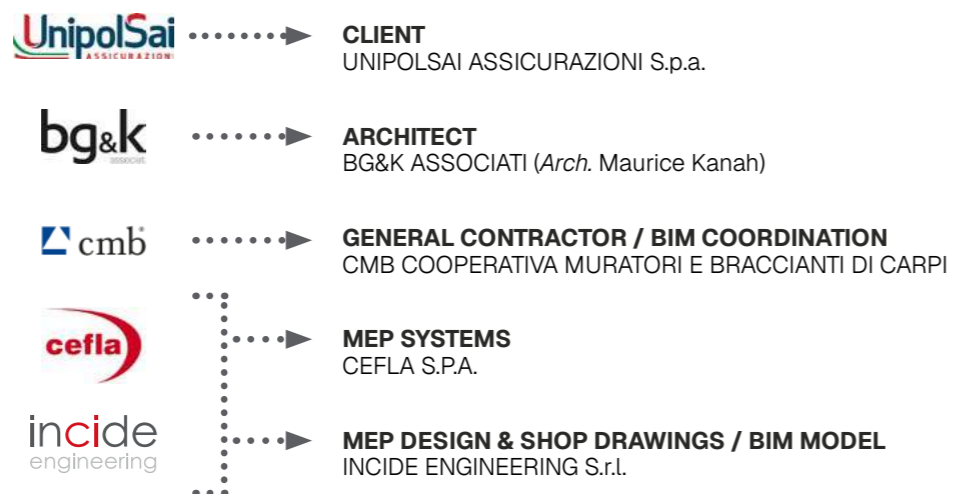 UnipolSai
ASSICURAZIONI
CLIENT
UNIPOLSAI ASSICURAZIONI S.p.a.
bg&k
associati
ARCHITECT
BG&K ASSOCIATI (Arch. Maurice Kanah)
cmb
GENERAL CONTRACTOR / BIM COORDINATION
CMB COOPERATIVA MURATORI E BRACCIANTI DI CARPI
cefla
MEP SYSTEMS
CEFLA S.P.A.
incide
engineering
MEP DESIGN & SHOP DRAWINGS / BIM MODEL
INCIDE ENGINEERING S.r.l.